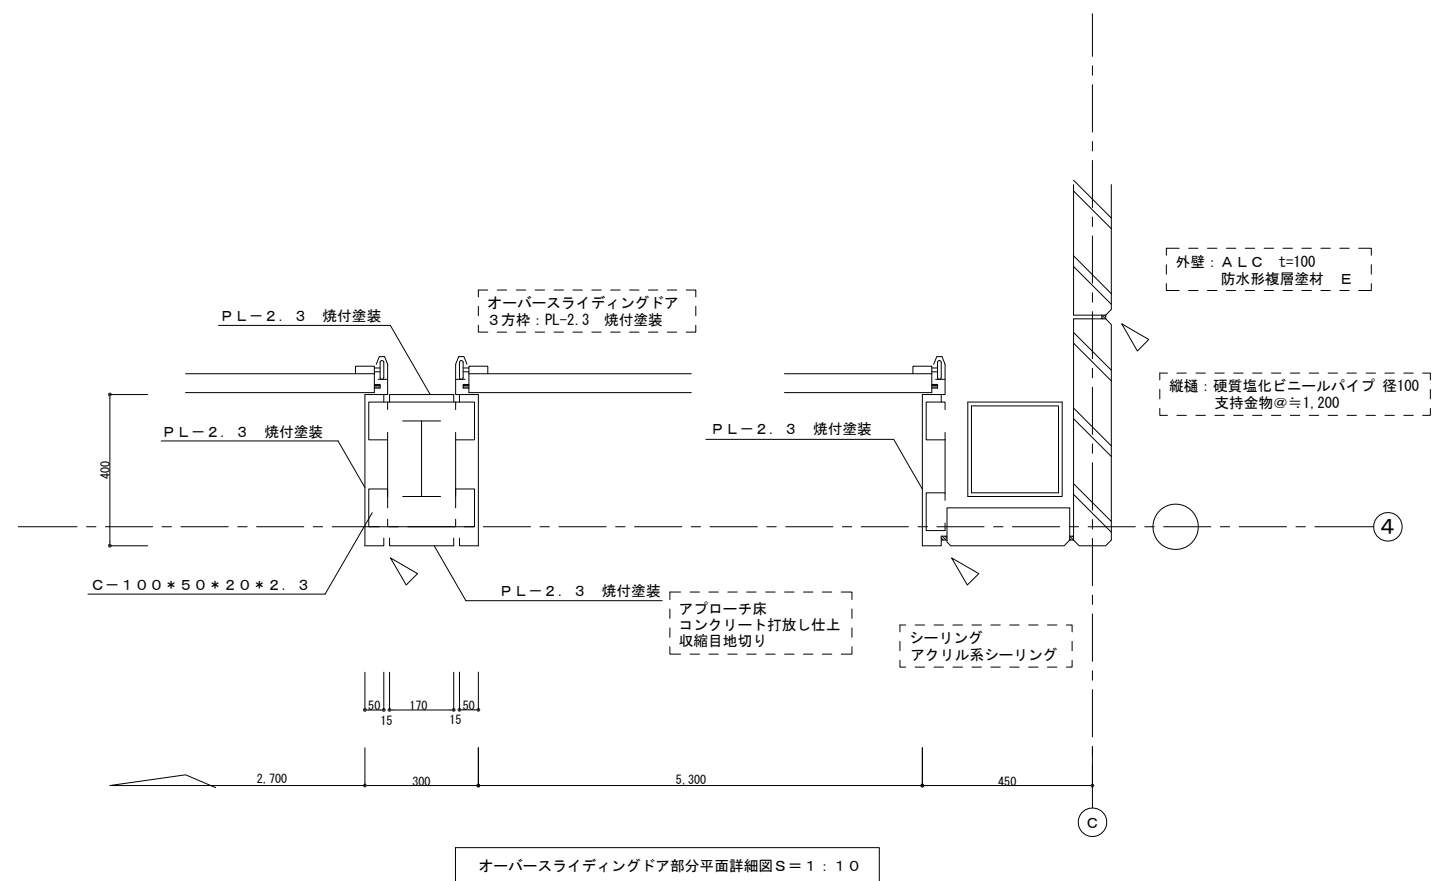 外壁：ＡＬＣ　t=100
防水形複層塗材　Ｅ
オーバースライディングドア
３方枠：PL-2.3　焼付塗装
ＰＬ－２．３　焼付塗装
縦樋：硬質塩化ビニールパイプ 径100
支持金物@≒1,200
ＰＬ－２．３　焼付塗装
ＰＬ－２．３　焼付塗装
400
4
Ｃ－１００＊５０＊２０＊２．３
ＰＬ－２．３　焼付塗装
アプローチ床
コンクリート打放し仕上
収縮目地切り
シーリング
アクリル系シーリング
50 170 50
15 15
2,700 300 5,300 450
C
オーバースライディングドア部分平面詳細図Ｓ＝１：１０